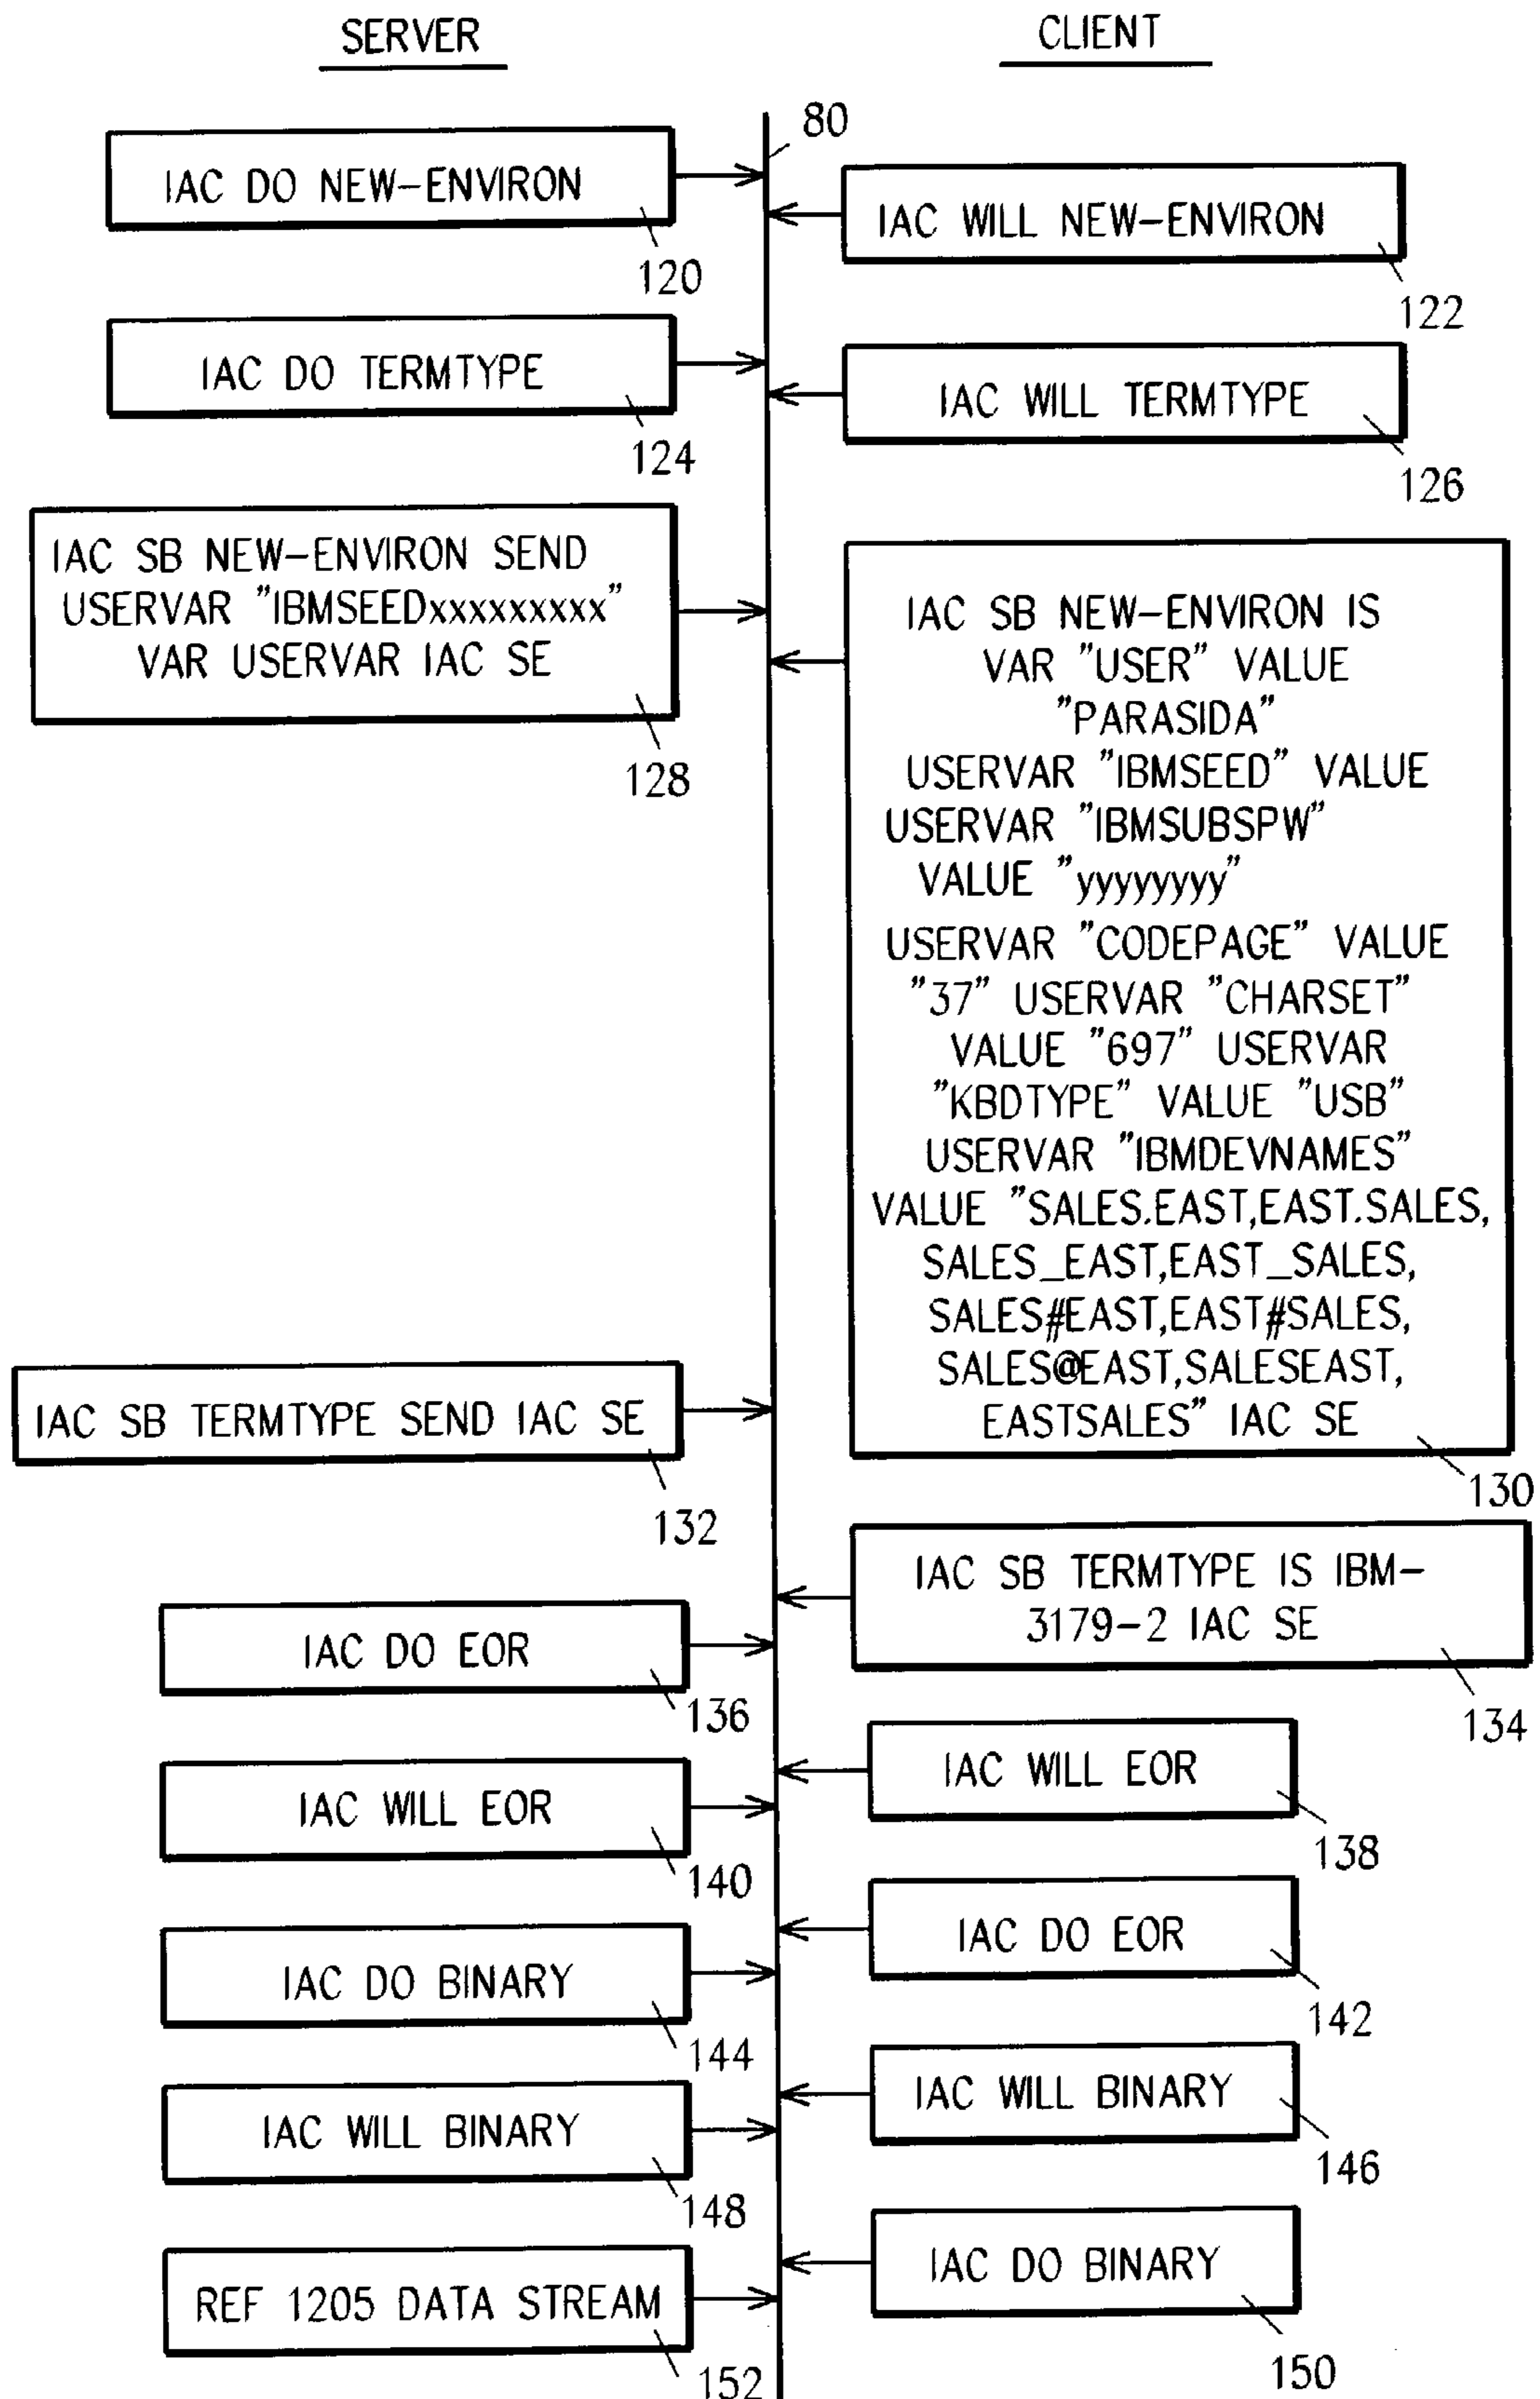 SERVER
CLIENT
80
IAC DO NEW-ENVIRON
120
IAC WILL NEW-ENVIRON
122
IAC DO TERMTYPE
124
IAC WILL TERMTYPE
126
IAC SB NEW-ENVIRON SEND
USERVAR "IBMSEEDxxxxxxxxx"
VAR USERVAR IAC SE
128
IAC SB NEW-ENVIRON IS
VAR "USER" VALUE
"PARASIDA"
USERVAR "IBMSEED" VALUE
USERVAR "IBMSUBSPW"
VALUE "yyyyyyyy"
USERVAR "CODEPAGE" VALUE
"37" USERVAR "CHARSET"
VALUE "697" USERVAR
"KBDTYPE" VALUE "USB"
USERVAR "IBMDEVNAMES"
VALUE "SALES.EAST,EAST.SALES,
SALES_EAST,EAST_SALES,
SALES#EAST,EAST#SALES,
SALES@EAST,SALESEAST,
EASTSALES" IAC SE
130
IAC SB TERMTYPE SEND IAC SE
132
IAC SB TERMTYPE IS IBM-
3179-2 IAC SE
134
IAC DO EOR
136
IAC WILL EOR
138
IAC WILL EOR
140
IAC DO EOR
142
IAC DO BINARY
144
IAC WILL BINARY
146
IAC WILL BINARY
148
IAC DO BINARY
150
REF 1205 DATA STREAM
152